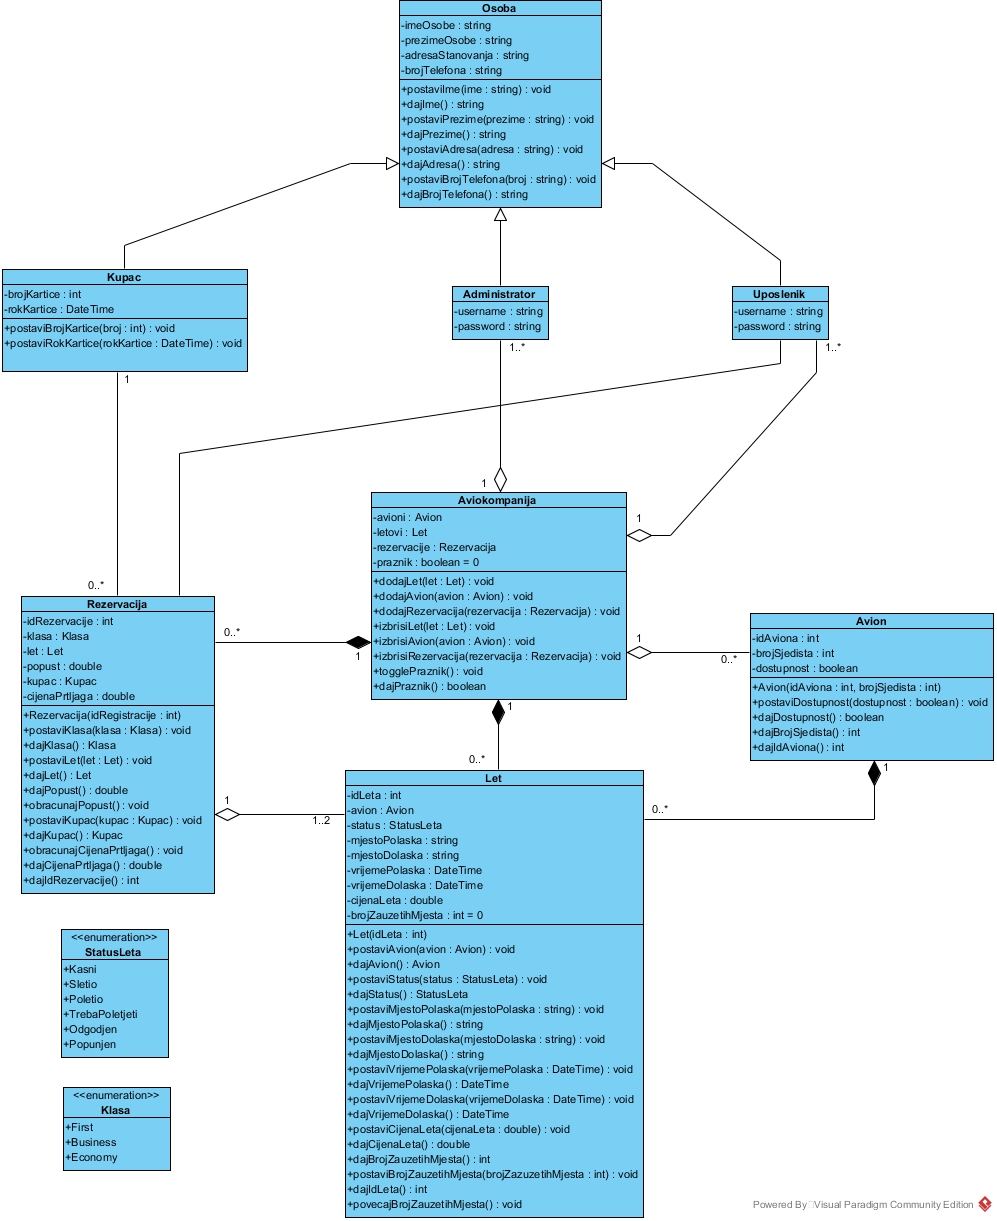 Osoba
-imeOsobe : string
-prezimeOsobe : string
-adresaStanovanja : string
-brojTelefona : string
+postaviIme(ime : string) : void
+dajIme() : string
+postaviPrezime(prezime : string) : void
+dajPrezime() : string
+postaviAdresa(adresa : string) : void
+dajAdresa() : string
+postaviBrojTelefona(broj : string) : void
+dajBrojTelefona() : string
Kupac
-brojKartice : int
-rokKartice : DateTime
+postaviBrojKartice(broj : int) : void
+postaviRokKartice(rokKartice : DateTime) : void
1
Administrator
-username : string
-password : string
1..*
Uposlenik
-username : string
-password : string
1..*
1
Aviokompanija
-avioni : Avion
-letovi : Let
-rezervacije : Rezervacija
-praznik : boolean = 0
+dodajLet(let : Let) : void
+dodajAvion(avion : Avion) : void
+dodajRezervacija(rezervacija : Rezervacija) : void
+izbrisiLet(let : Let) : void
+izbrisiAvion(avion : Avion) : void
+izbrisiRezervacija(rezervacija : Rezervacija) : void
+togglePraznik() : void
+dajPraznik() : boolean
1
1
0..*
0..*
1
0..*
Rezervacija
-idRezervacije : int
-klasa : Klasa
-let : Let
-popust : double
-kupac : Kupac
-cijenaPrtljaga : double
+Rezervacija(idRegistracije : int)
+postaviKlasa(klasa : Klasa) : void
+dajKlasa() : Klasa
+postaviLet(let : Let) : void
+dajLet() : Let
+dajPopust() : double
+obracunajPopust() : void
+postaviKupac(kupac : Kupac) : void
+dajKupac() : Kupac
+obracunajCijenaPrtljaga() : void
+dajCijenaPrtljaga() : double
+dajIdRezervacije() : int
Avion
-idAviona : int
-brojSjedista : int
-dostupnost : boolean
+Avion(idAviona : int, brojSjedista : int)
+postaviDostupnost(dostupnost : boolean) : void
+dajDostupnost() : boolean
+dajBrojSjedista() : int
+dajIdAviona() : int
1
1
0..*
0..*
1
1..2
Let
-idLeta : int
-avion : Avion
-status : StatusLeta
-mjestoPolaska : string
-mjestoDolaska : string
-vrijemePolaska : DateTime
-vrijemeDolaska : DateTime
-cijenaLeta : double
-brojZauzetihMjesta : int = 0
+Let(idLeta : int)
+postaviAvion(avion : Avion) : void
+dajAvion() : Avion
+postaviStatus(status : StatusLeta) : void
+dajStatus() : StatusLeta
+postaviMjestoPolaska(mjestoPolaska : string) : void
+dajMjestoPolaska() : string
+postaviMjestoDolaska(mjestoDolaska : string) : void
+dajMjestoDolaska() : string
+postaviVrijemePolaska(vrijemePolaska : DateTime) : void
+dajVrijemePolaska() : DateTime
+postaviVrijemeDolaska(vrijemeDolaska : DateTime) : void
+dajVrijemeDolaska() : DateTime
+postaviCijenaLeta(cijenaLeta : double) : void
+dajCijenaLeta() : double
+dajBrojZauzetihMjesta() : int
+postaviBrojZauzetihMjesta(brojZazuzetihMjesta : int) : void
+dajIdLeta() : int
+povecajBrojZauzetihMjesta() : void
<<enumeration>>
StatusLeta
+Kasni
+Sletio
+Poletio
+TrebaPoletjeti
+Odgodjen
+Popunjen
<<enumeration>>
Klasa
+First
+Business
+Economy
Powered By Visual Paradigm Community Edition